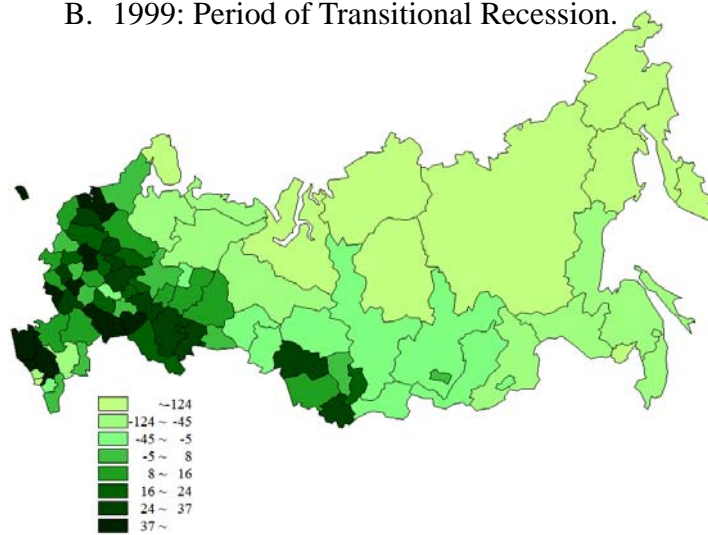 B. 1999: Period of Transitional Recession.
~-124
-124 ~ -45
-45 ~ -5
-5 ~ 8
8 ~ 16
16 ~ 24
24 ~ 37
37 ~